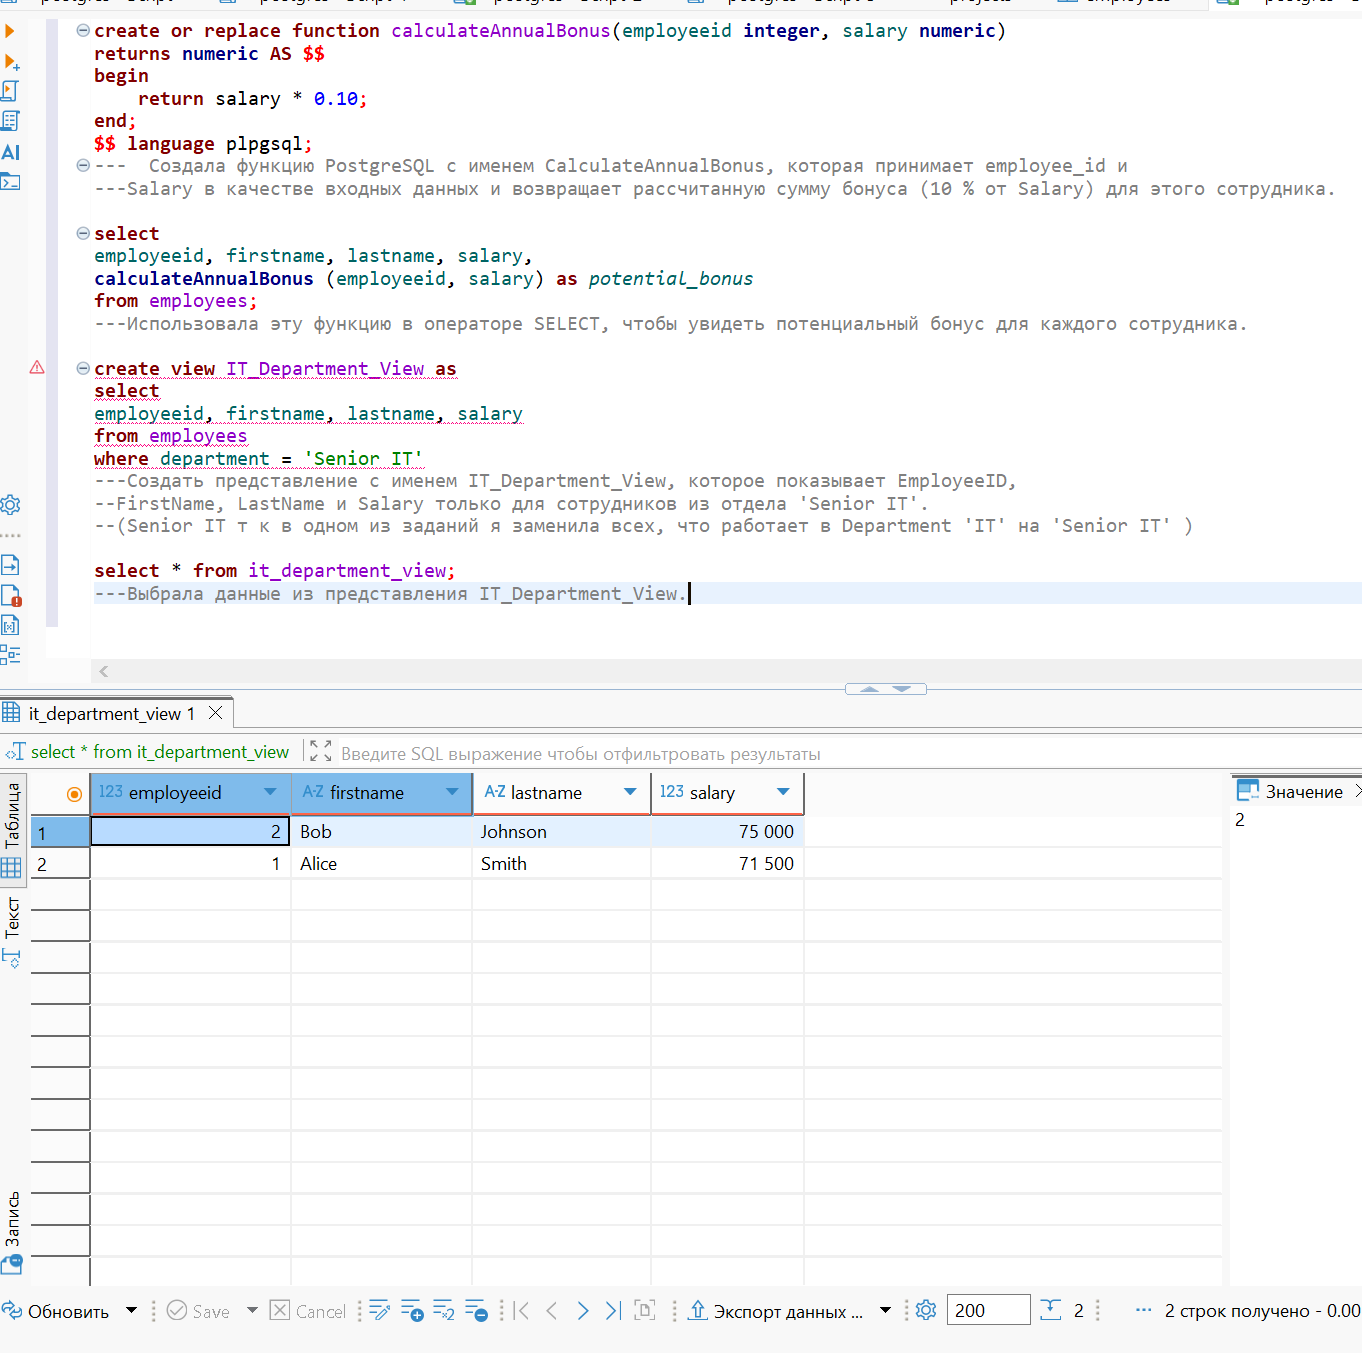 create or replace function calculateAnnualBonus(employeeid integer, salary numeric)
returns numeric AS $$
begin
return salary * 0.10;
end;
$$ language plpgsql;
--- Создала функцию PostgreSQL с именем CalculateAnnualBonus, которая принимает employee_id и
---Salary в качестве входных данных и возвращает рассчитанную сумму бонуса (10 % от Salary) для этого сотрудника.
select
employeeid, firstname, lastname, salary,
calculateAnnualBonus (employeeid, salary) as potential_bonus
from employees;
---Использовала эту функцию в операторе SELECT, чтобы увидеть потенциальный бонус для каждого сотрудника.
create view IT_Department_View as
select
employeeid, firstname, lastname, salary
from employees
where department = 'Senior IT'
---Создать представление с именем IT_Department_View, которое показывает EmployeeID,
--FirstName, LastName и Salary только для сотрудников из отдела 'Senior IT'.
--(Senior IT т к в одном из заданий я заменила всех, что работает в Department 'IT' на 'Senior IT' )
select * from it_department_view;
---Выбрала данные из представления IT_Department_View.
AI
it_department_view 1
select * from it_department_view
Введите SQL выражение чтобы отфильтровать результаты
Таблица
Текст
Запись
123 employeeid A-Z firstname A-Z lastname 123 salary
1 2 Bob Johnson 75 000
2 1 Alice Smith 71 500
Значение
2
Обновить Save Cancel Экспорт данных ... 200 2 ... 2 строк получено - 0.00